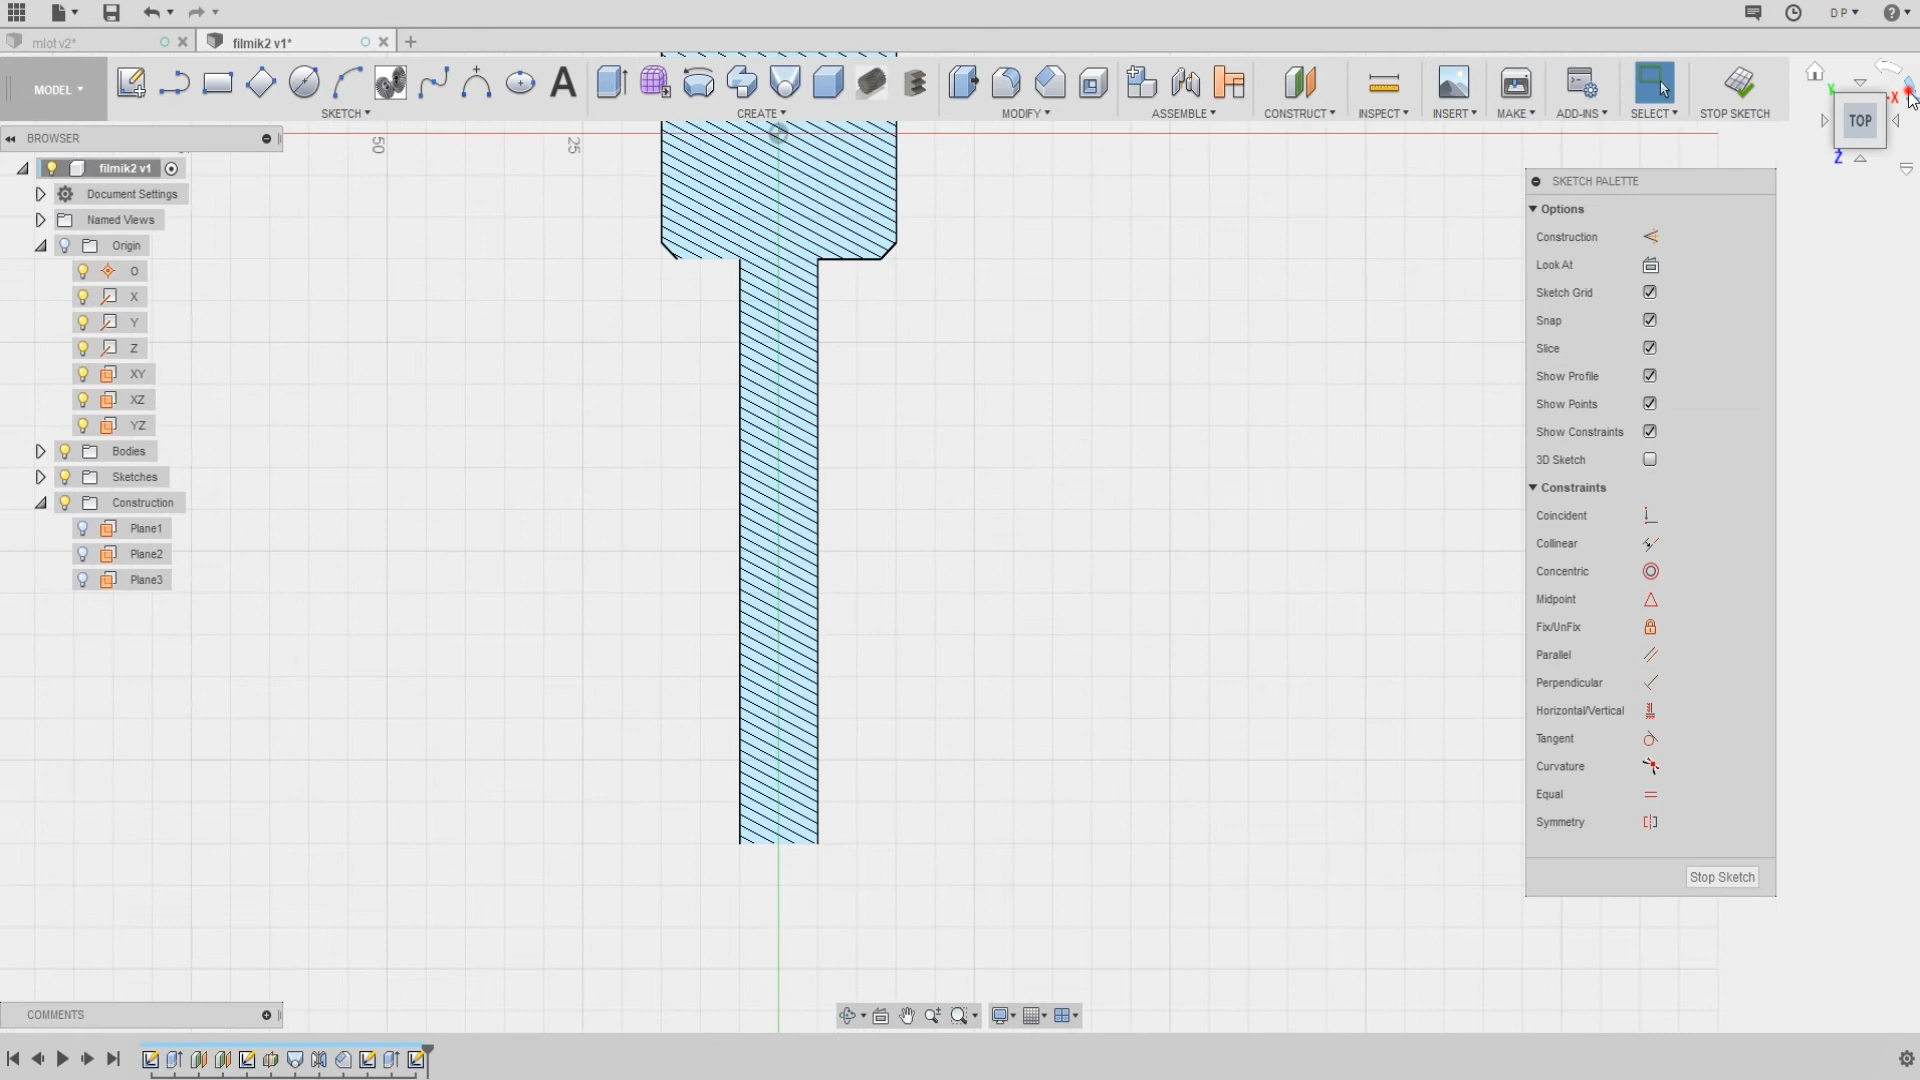 D P
mlot v2*
filmik2 v1*
MODEL
SKETCH
CREATE
MODIFY
ASSEMBLE
CONSTRUCT
INSPECT
INSERT
MAKE
ADD-INS
SELECT
STOP SKETCH
TOP
X
Y
Z
BROWSER
50
25
filmik2 v1
Document Settings
Named Views
Origin
O
X
Y
Z
XY
XZ
YZ
Bodies
Sketches
Construction
Plane1
Plane2
Plane3
SKETCH PALETTE
Options
Construction
Look At
Sketch Grid
Snap
Slice
Show Profile
Show Points
Show Constraints
3D Sketch
Constraints
Coincident
Collinear
Concentric
Midpoint
Fix/UnFix
Parallel
Perpendicular
Horizontal/Vertical
Tangent
Curvature
Equal
Symmetry
Stop Sketch
COMMENTS